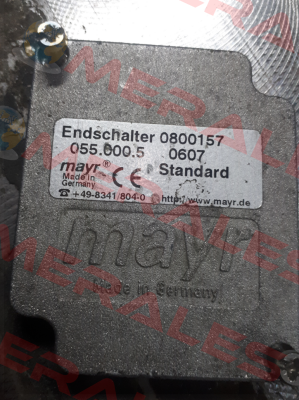 Endschalter 0800157
055.000.5 0607
mayr® CE Standard
Made in
Germany
☎+49-8341/804-0 http:/www.mayr.de
mayr
Made in Germany